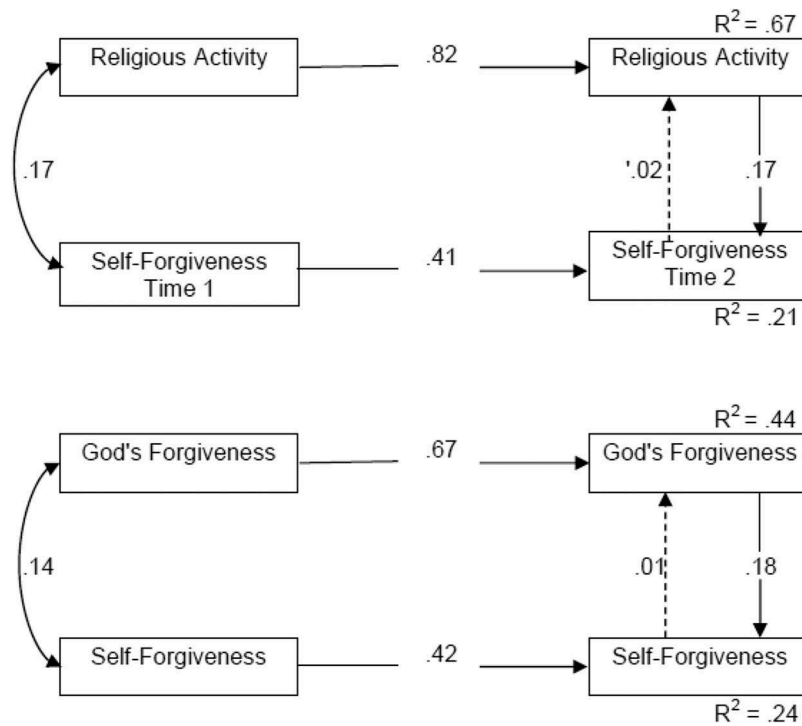 R² = .67
Religious Activity
.82
Religious Activity
.17
'.02
.17
Self-Forgiveness
Time 1
.41
Self-Forgiveness
Time 2
R² = .21
R² = .44
God's Forgiveness
.67
God's Forgiveness
.14
.01
.18
Self-Forgiveness
.42
Self-Forgiveness
R² = .24